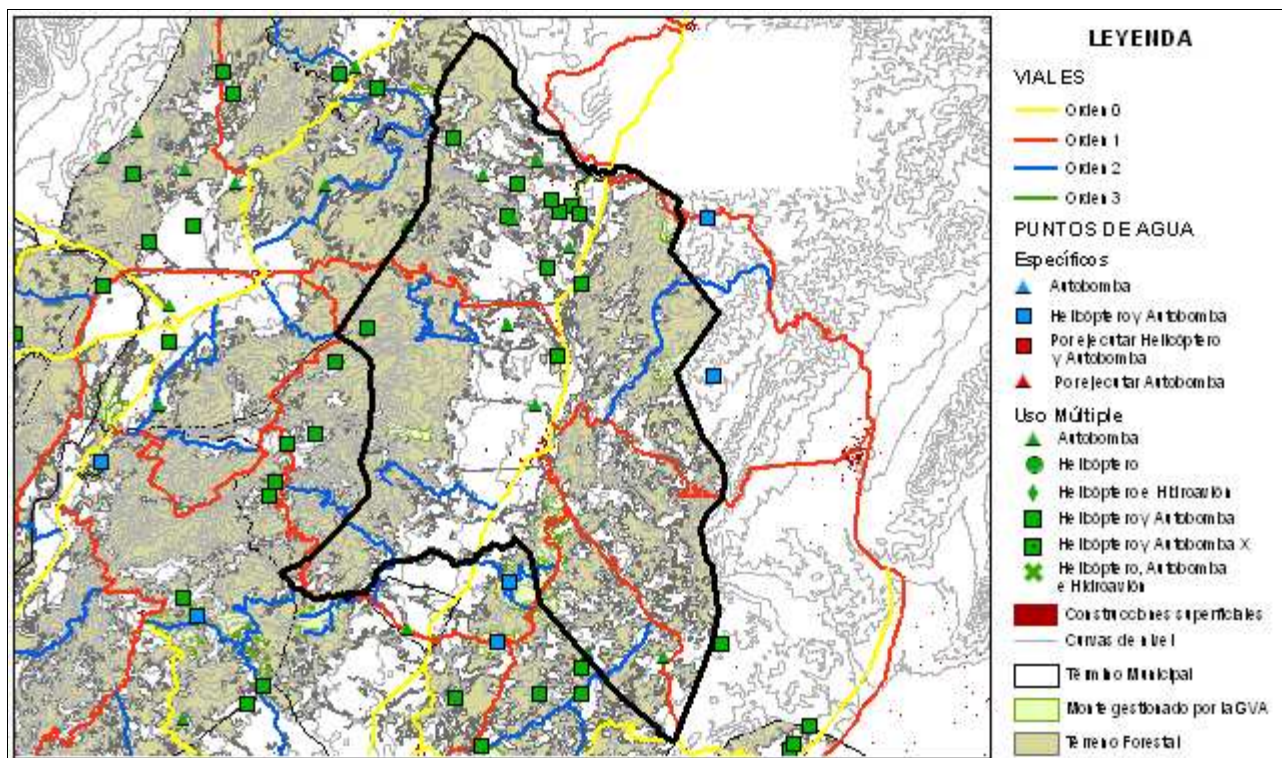 LEYENDA
VIALES
Orden 0
Orden 1
Orden 2
Orden 3
PUNTOS DE AGUA
Específicos
Autobomba
Helicóptero y Autobomba
Por ejecutar Helicóptero
y Autobomba
Por ejecutar Autobomba
Uso Múltiple
Autobomba
Helicóptero
Helicóptero e Hidroavión
Helicóptero y Autobomba
Helicóptero y Autobomba X
Helicóptero, Autobomba
e Hidroavión
Construcciones superficiales
Curvas de nivel
Término Municipal
Monte gestionado por la GVA
Terreno Forestal